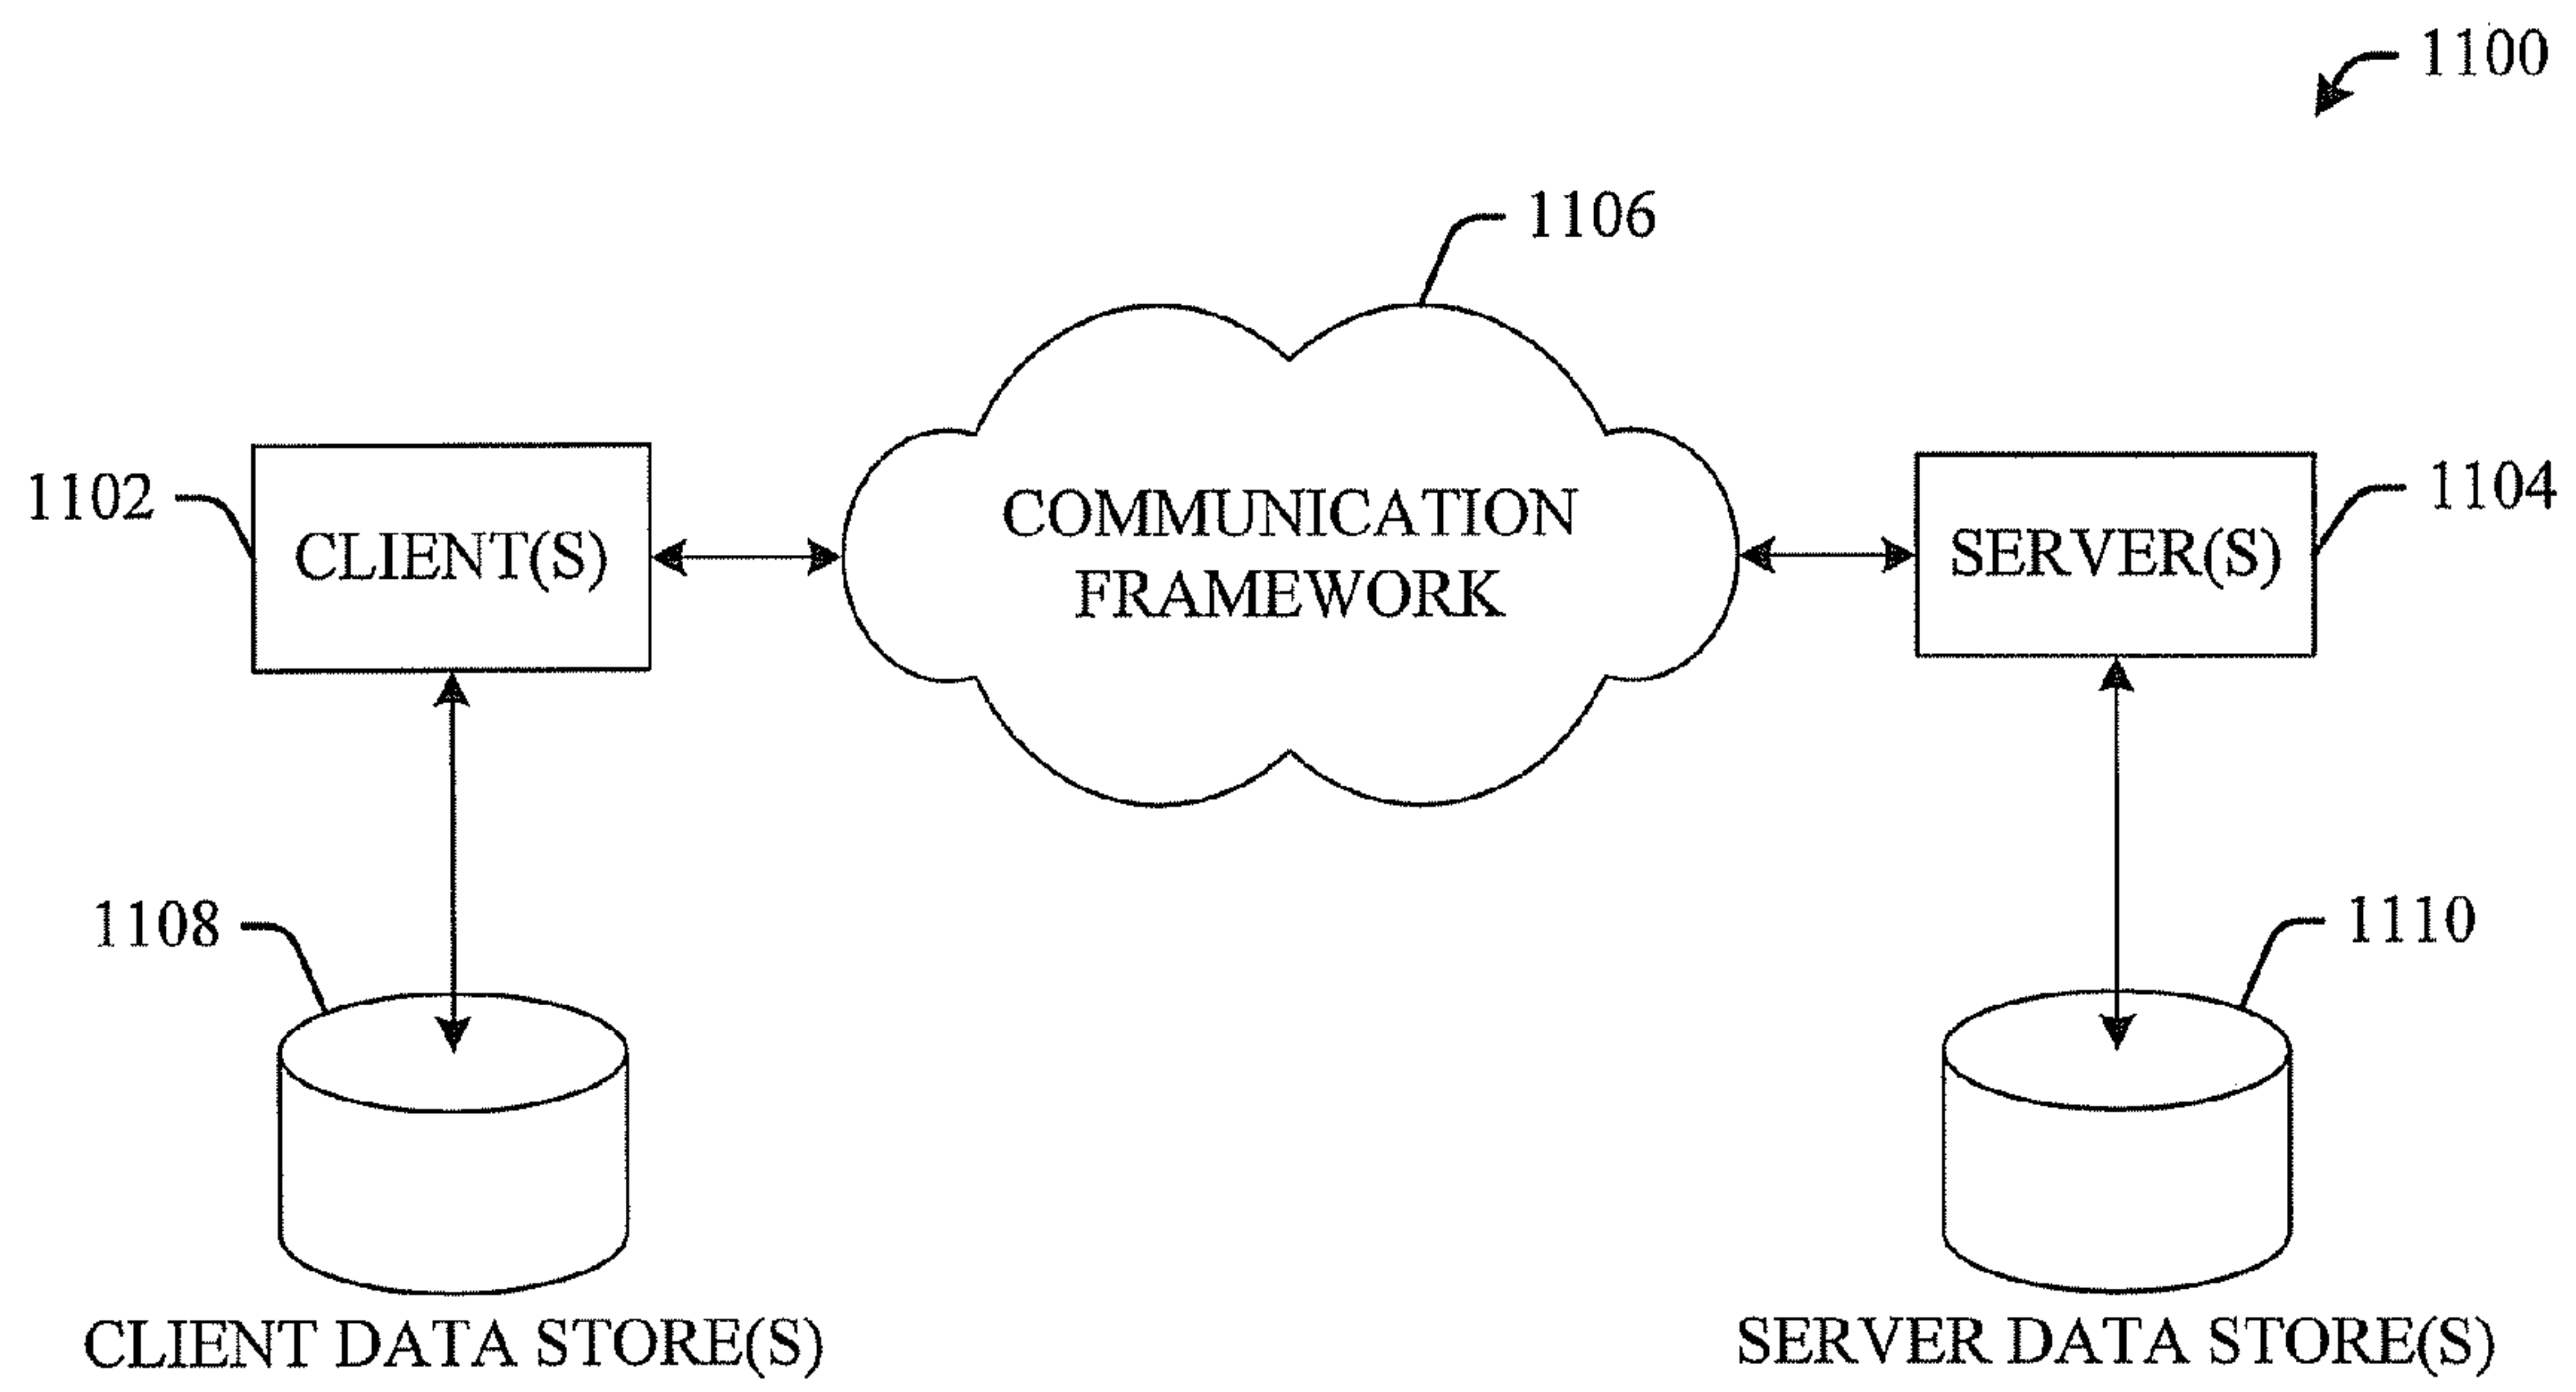 1100
1106
1102
CLIENT(S)
COMMUNICATION
FRAMEWORK
SERVER(S)
1104
1108
1110
CLIENT DATA STORE(S)
SERVER DATA STORE(S)